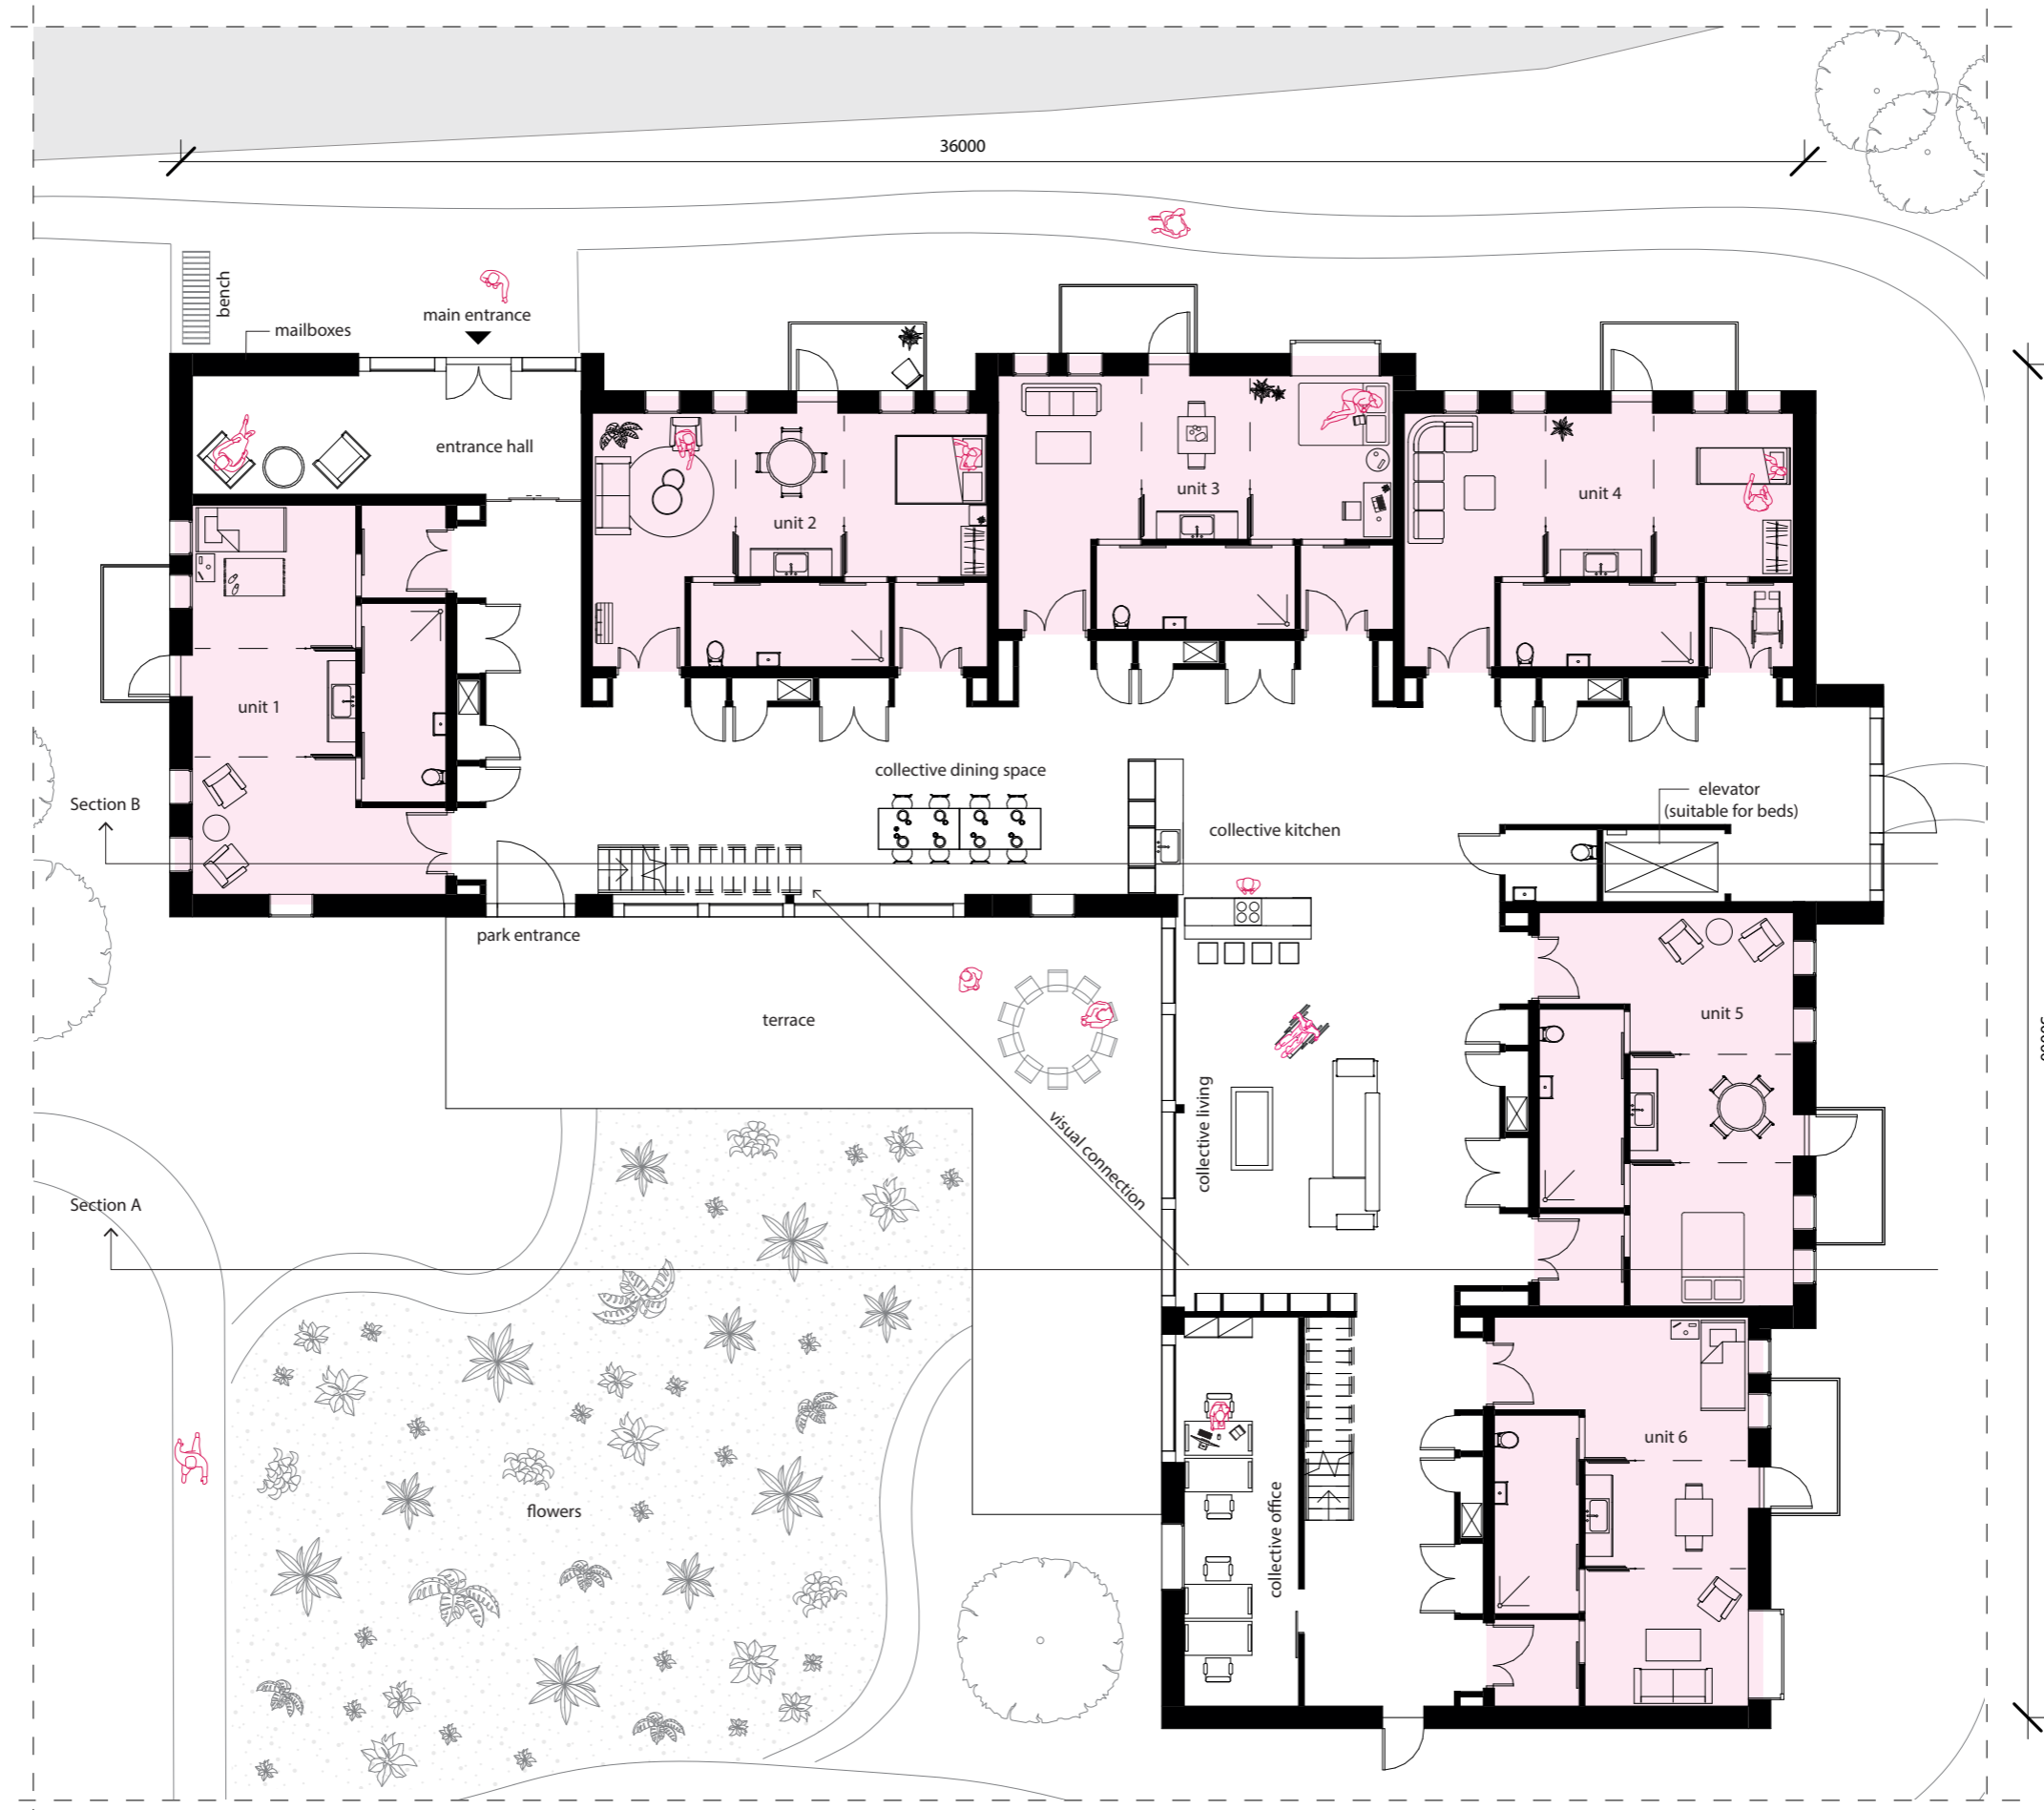 36000
bench
main entrance
mailboxes
entrance hall
unit 2
unit 3
unit 4
unit 1
collective dining space
Section B
elevator
(suitable for beds)
collective kitchen
park entrance
terrace
unit 5
collective living
visual connection
Section A
unit 6
collective office
flowers